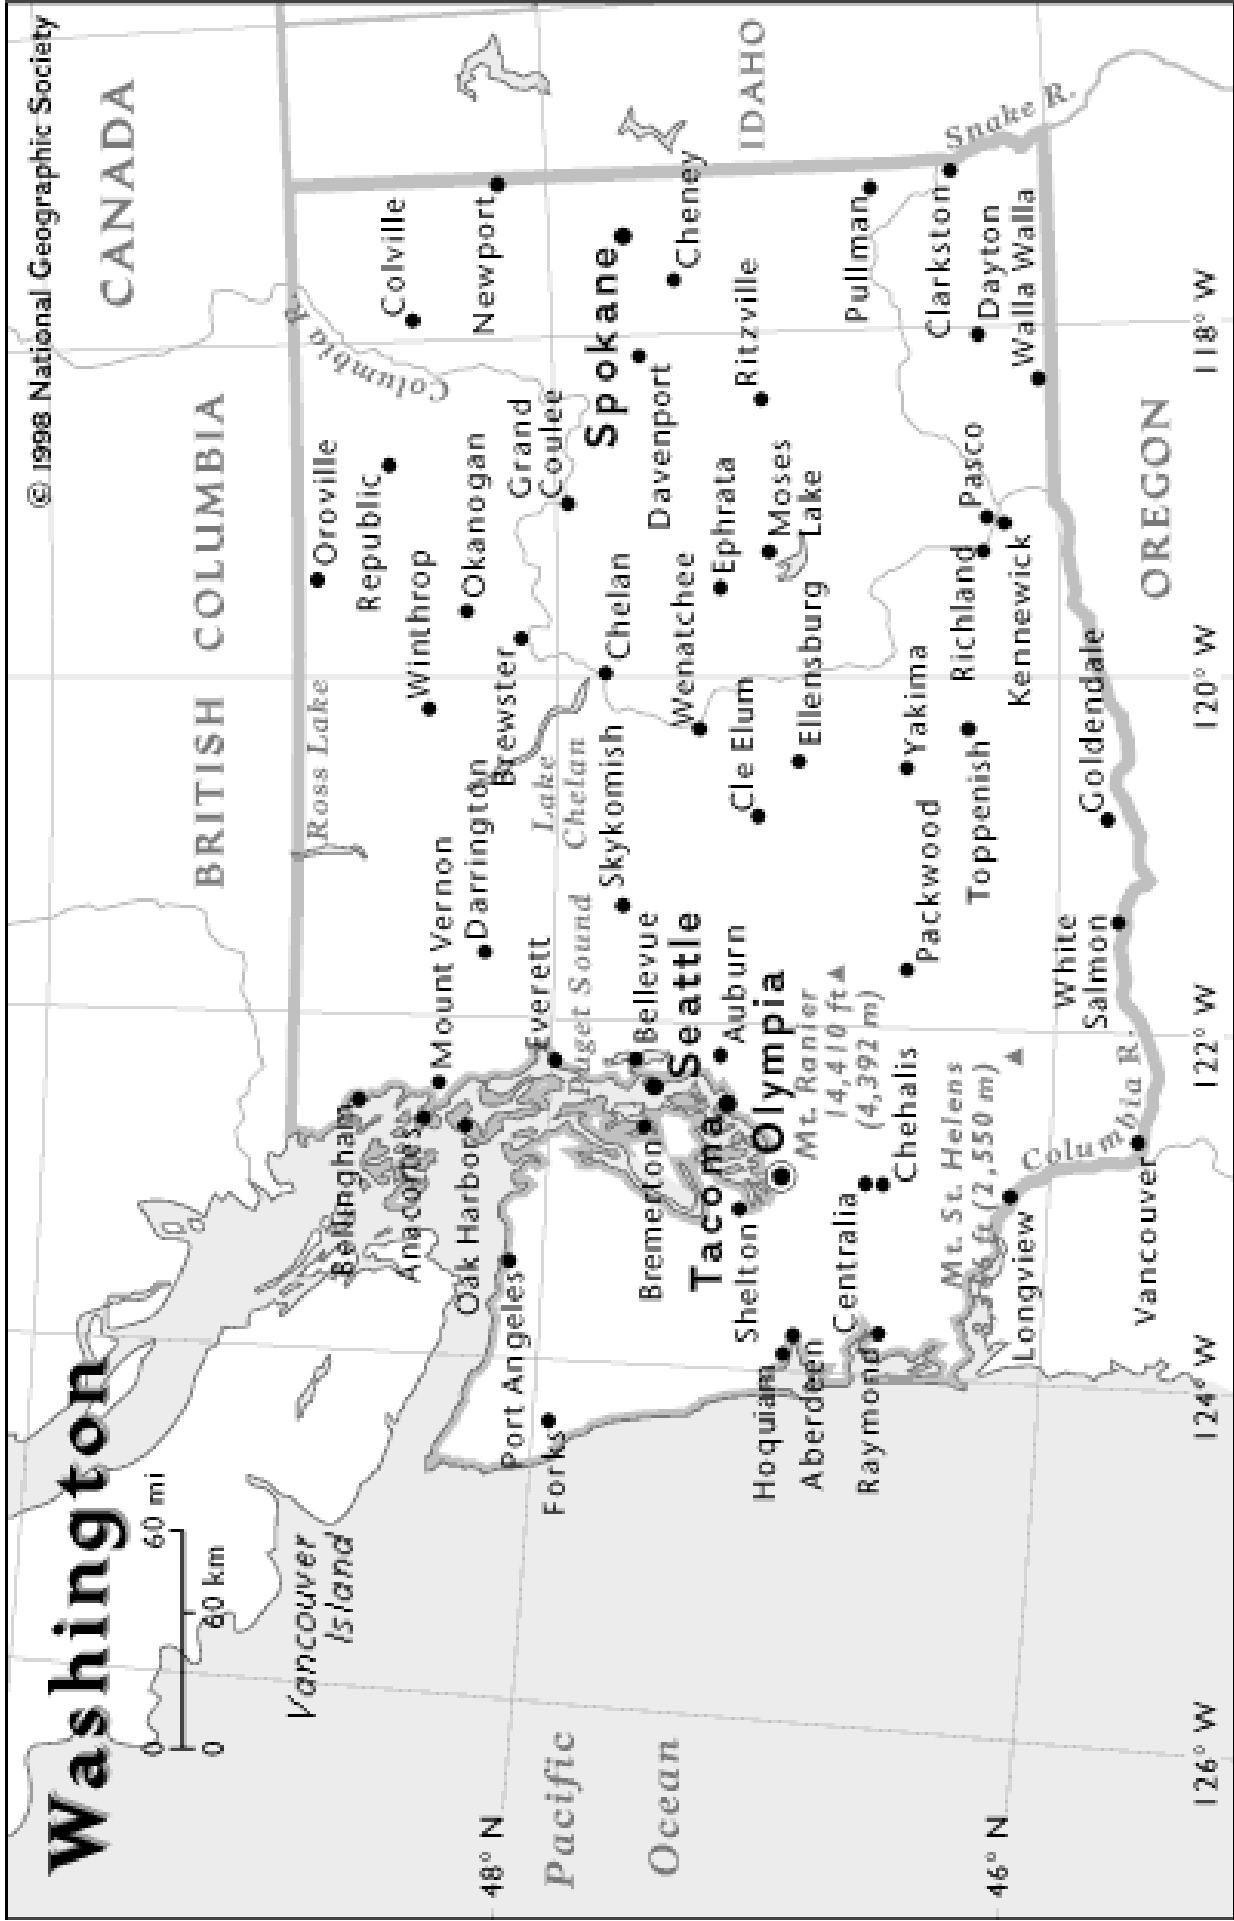 © 1998 National Geographic Society
Washington
60 mi
0
60 km
0
CANADA
BRITISH COLUMBIA
Vancouver
Island
Ross Lake
Oroville
Columbia R.
Colville
Republic
Bellingham
Winthrop
Anacortes
Mount Vernon
Okanogan
Newport
Oak Harbor
Darrington
Brewster
Grand
Coulee
48° N
Port Angeles
Everett
Lake
Chelan
Forks
Puget Sound
Skykomish
Chelan
Spokane
Pacific
Ocean
Bremerton
Bellevue
Seattle
Davenport
Cheney
Wenatchee
Tacoma
Auburn
Ephrata
Shelton
Cle Elum
Ritzville
IDAHO
Olympia
Hoquiam
Aberdeen
Moses
Lake
Ellensburg
Mt. Ranier
14,410 ft
(4,392 m)
Centralia
Raymond
Chehalis
Pullman
Packwood
Yakima
Mt. St. Helens
ft (2,550 m)
Toppenish
Richland
Pasco
Kennewick
Clarkston
Snake R.
Dayton
Walla Walla
46° N
Longview
Columbia R.
White
Salmon
Goldendale
Vancouver
OREGON
126° W
124° W
122° W
120° W
118° W